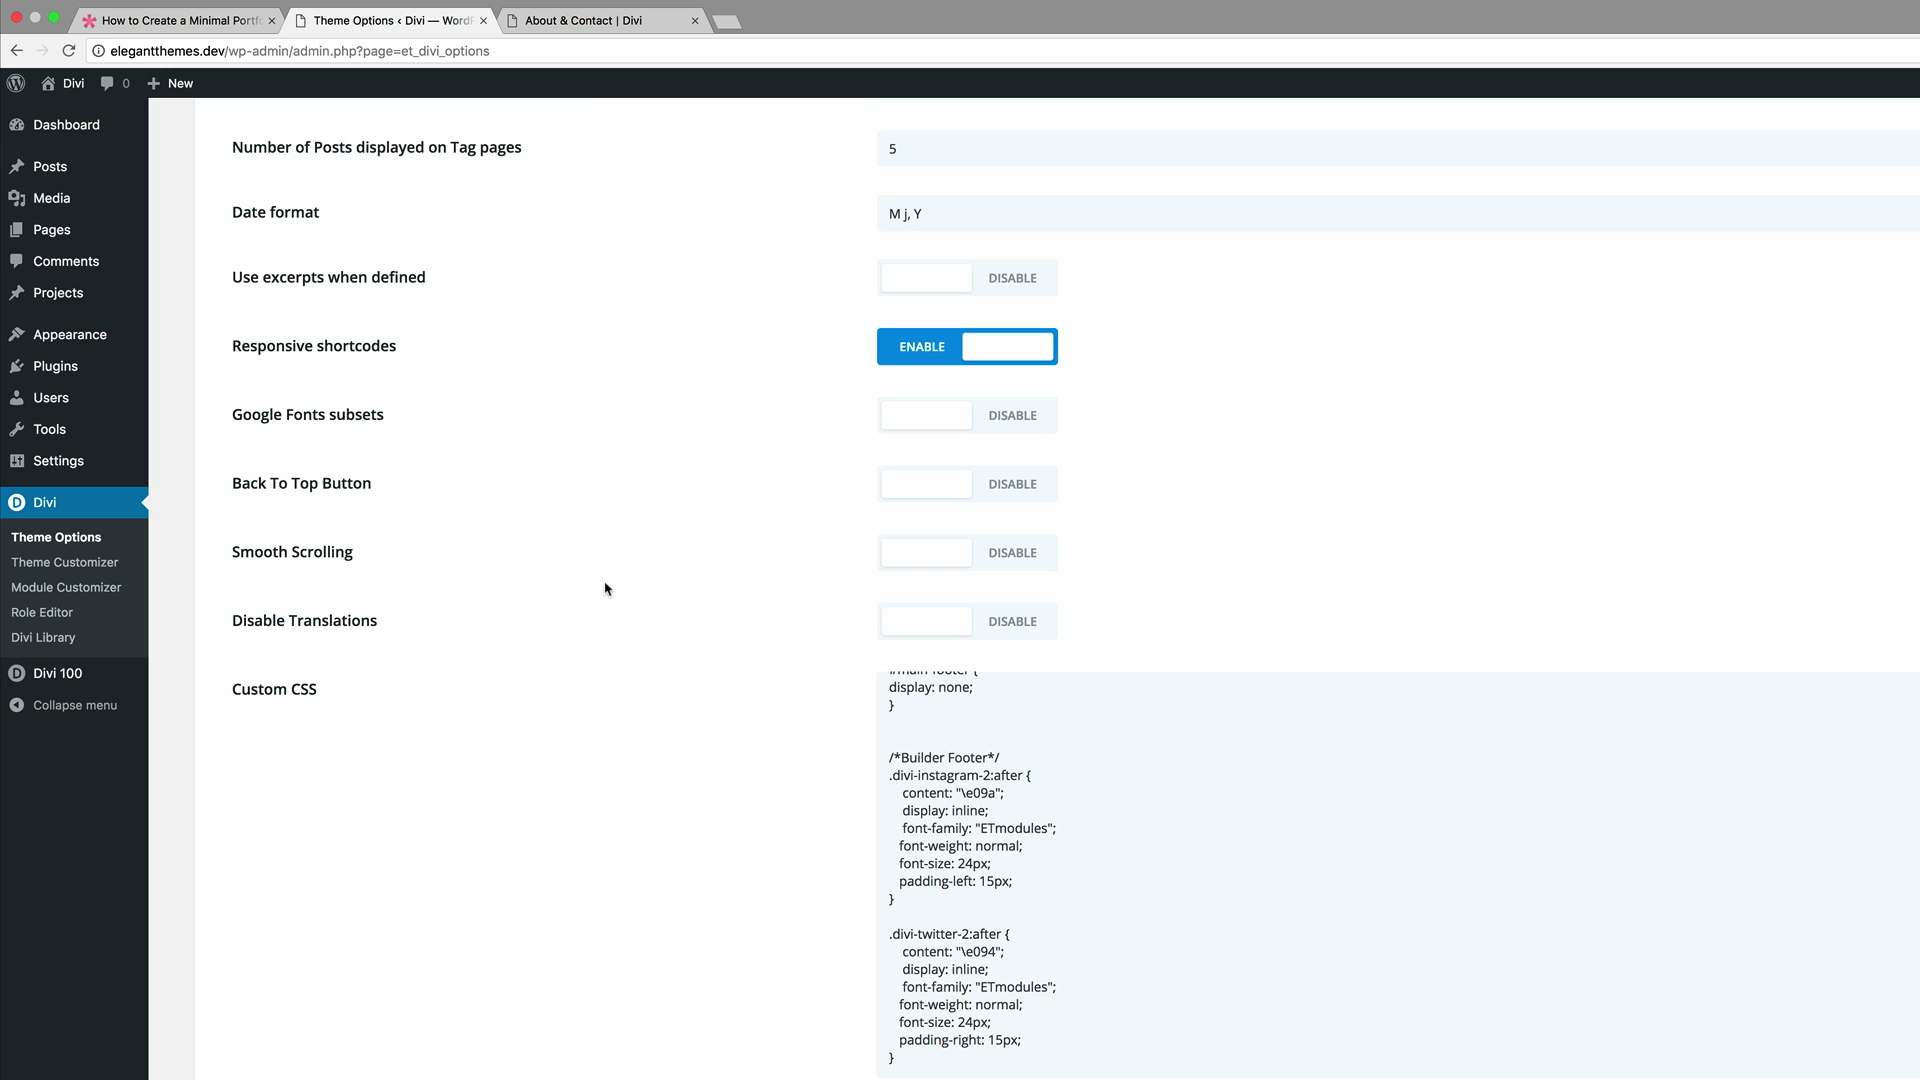 How to Create a Minimal Portfo
Theme Options ‹ Divi — WordP
About & Contact | Divi
elegantthemes.dev/wp-admin/admin.php?page=et_divi_options
Divi
0
New
Dashboard
Posts
Media
Pages
Comments
Projects
Appearance
Plugins
Users
Tools
Settings
Divi
Theme Options
Theme Customizer
Module Customizer
Role Editor
Divi Library
Divi 100
Collapse menu
Number of Posts displayed on Tag pages
5
Date format
M j, Y
Use excerpts when defined
DISABLE
Responsive shortcodes
ENABLE
Google Fonts subsets
DISABLE
Back To Top Button
DISABLE
Smooth Scrolling
DISABLE
Disable Translations
DISABLE
Custom CSS
display: none;
}
/*Builder Footer*/
.divi-instagram-2:after {
content: "\e09a";
display: inline;
font-family: "ETmodules";
font-weight: normal;
font-size: 24px;
padding-left: 15px;
}
.divi-twitter-2:after {
content: "\e094";
display: inline;
font-family: "ETmodules";
font-weight: normal;
font-size: 24px;
padding-right: 15px;
}